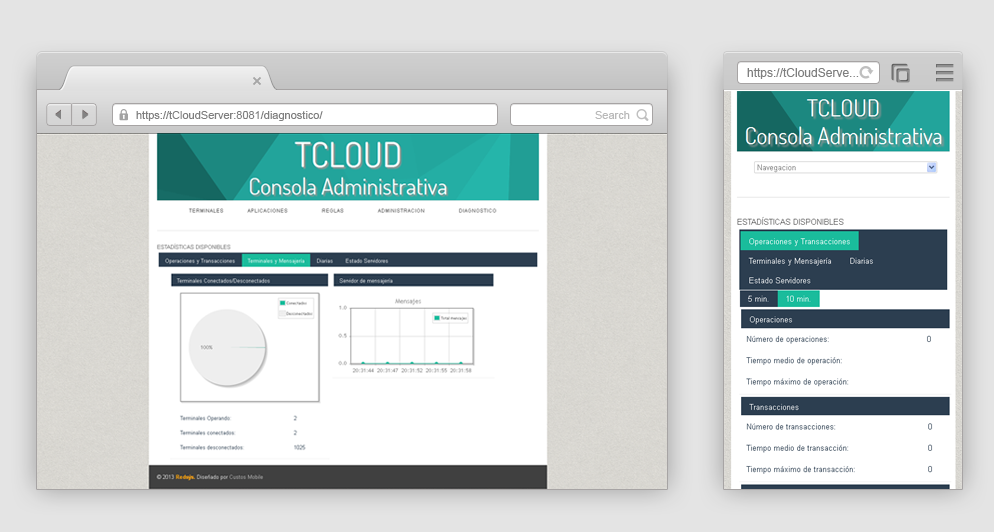 https://tCloudServer:8081/diagnostico/
Search
TCLOUD
Consola Administrativa
TERMINALES APLICACIONES REGLAS ADMINISTRACION DIAGNOSTICO
ESTADÍSTICAS DISPONIBLES
Operaciones y Transacciones Terminales y Mensajería Diarias Estado Servidores
Terminales Conectados/Desconectados
Conectados
Desconectados
100%
Terminales Operando: 2
Terminales conectados: 2
Terminales desconectados 1025
Servidor de mensajería
Mensajes
Total mensajes
1.0
0.5
0.0
20:31:44 20:31:47 20:31:52 20:31:55 20:31:58
© 2013 Redsjls. Diseñado por Custos Mobile
https://tCloudServe...
TCLOUD
Consola Administrativa
Navegacion
ESTADÍSTICAS DISPONIBLES
Operaciones y Transacciones
Terminales y Mensajería Diarias
Estado Servidores
5 min. 10 min.
Operaciones
Número de operaciones: 0
Tiempo medio de operación:
Tiempo máximo de operación:
Transacciones
Número de transacciones: 0
Tiempo medio de transacción: 0
Tiempo máximo de transacción: 0